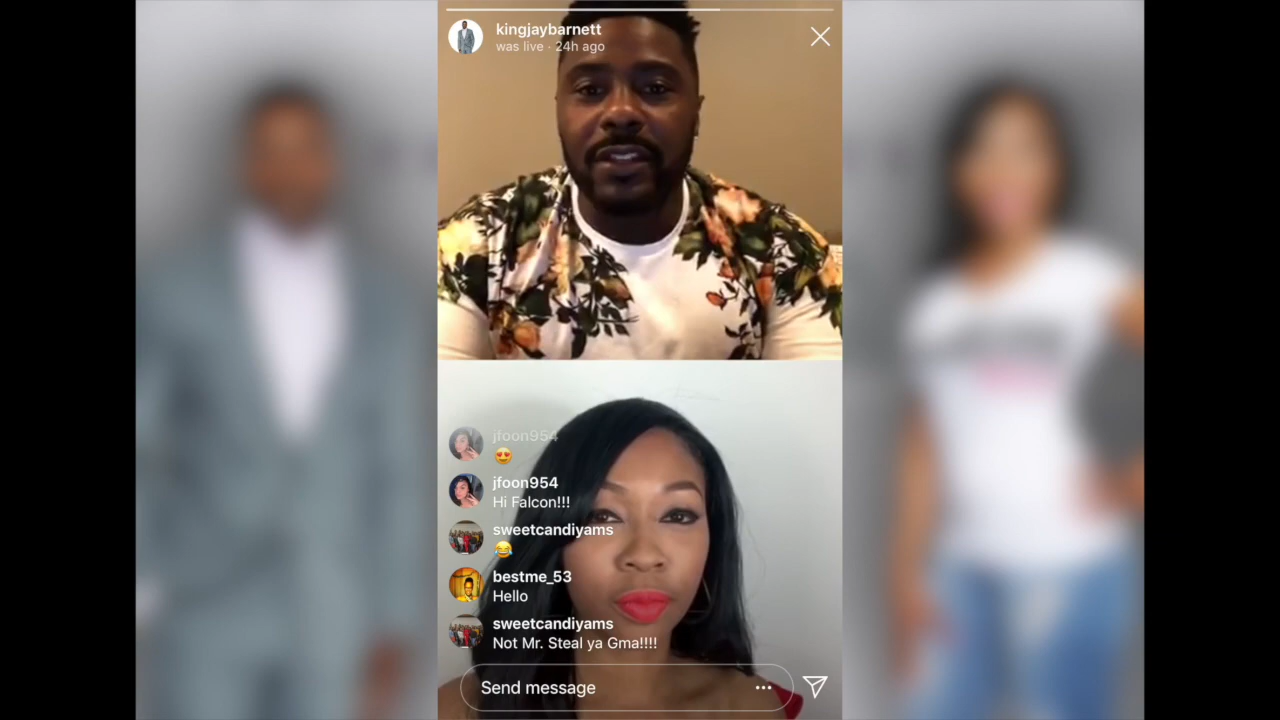 kingjaybarnett
was live · 24h ago
jfoon954
😍
jfoon954
Hi Falcon!!!
sweetcandiyams
😂
bestme_53
Hello
sweetcandiyams
Not Mr. Steal ya Gma!!!!
Send message